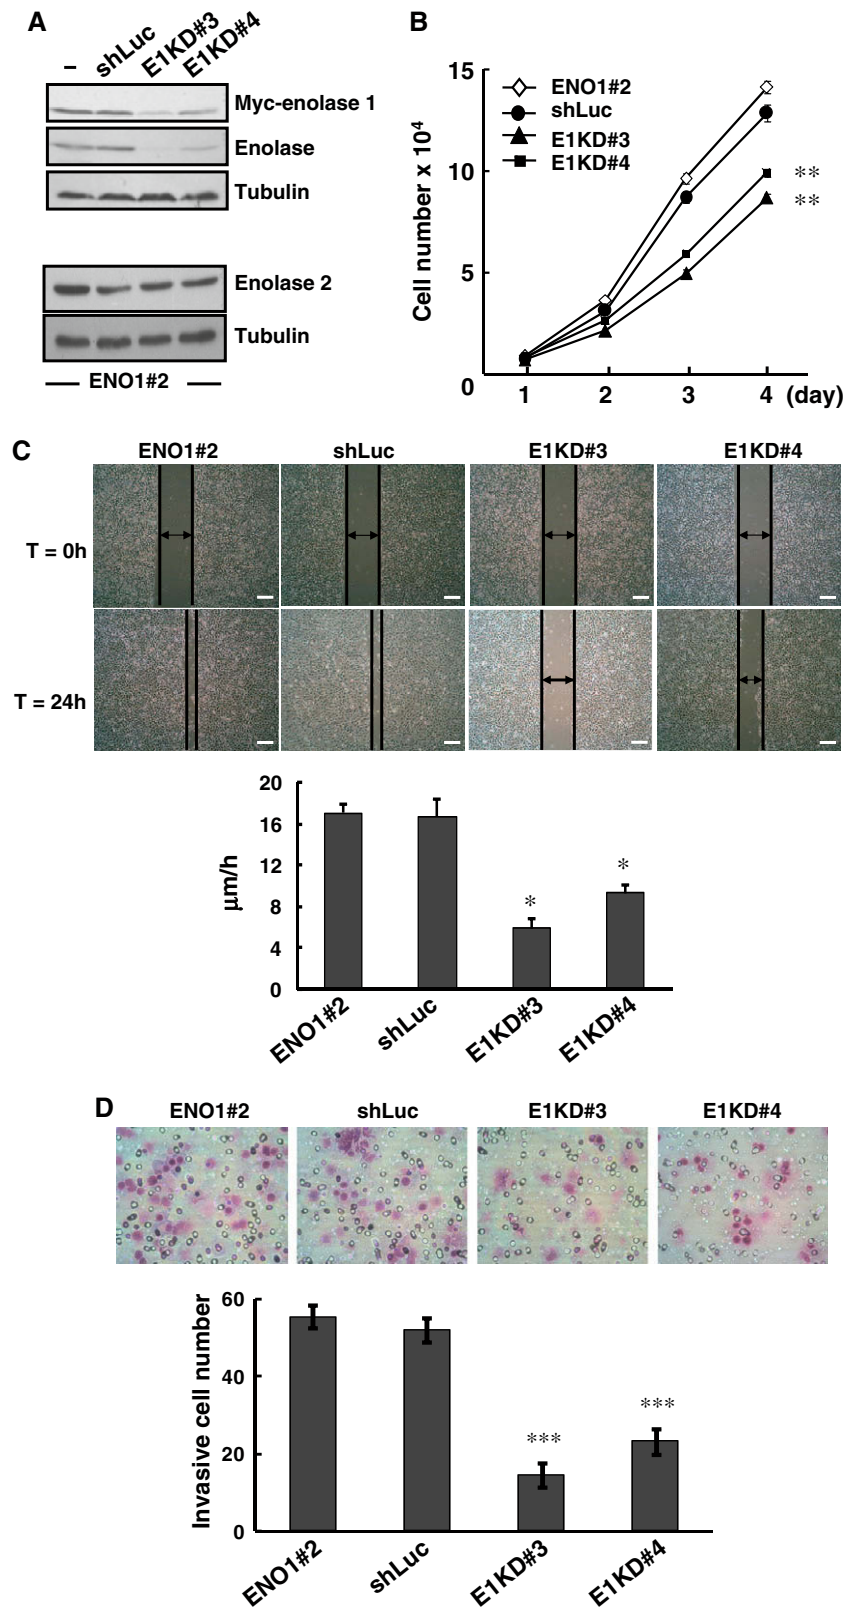 A
– shLuc E1KD#3 E1KD#4
Myc-enolase 1
Enolase
Tubulin
Enolase 2
Tubulin
ENO1#2
B
15
10
5
0
Cell number x 10⁴
ENO1#2
shLuc
E1KD#3
E1KD#4
**
**
1 2 3 4 (day)
C
ENO1#2 shLuc E1KD#3 E1KD#4
T = 0h
T = 24h
20
16
12
8
4
0
μm/h
*
*
ENO1#2 shLuc E1KD#3 E1KD#4
D
ENO1#2 shLuc E1KD#3 E1KD#4
60
40
20
0
Invasive cell number
***
***
ENO1#2 shLuc E1KD#3 E1KD#4